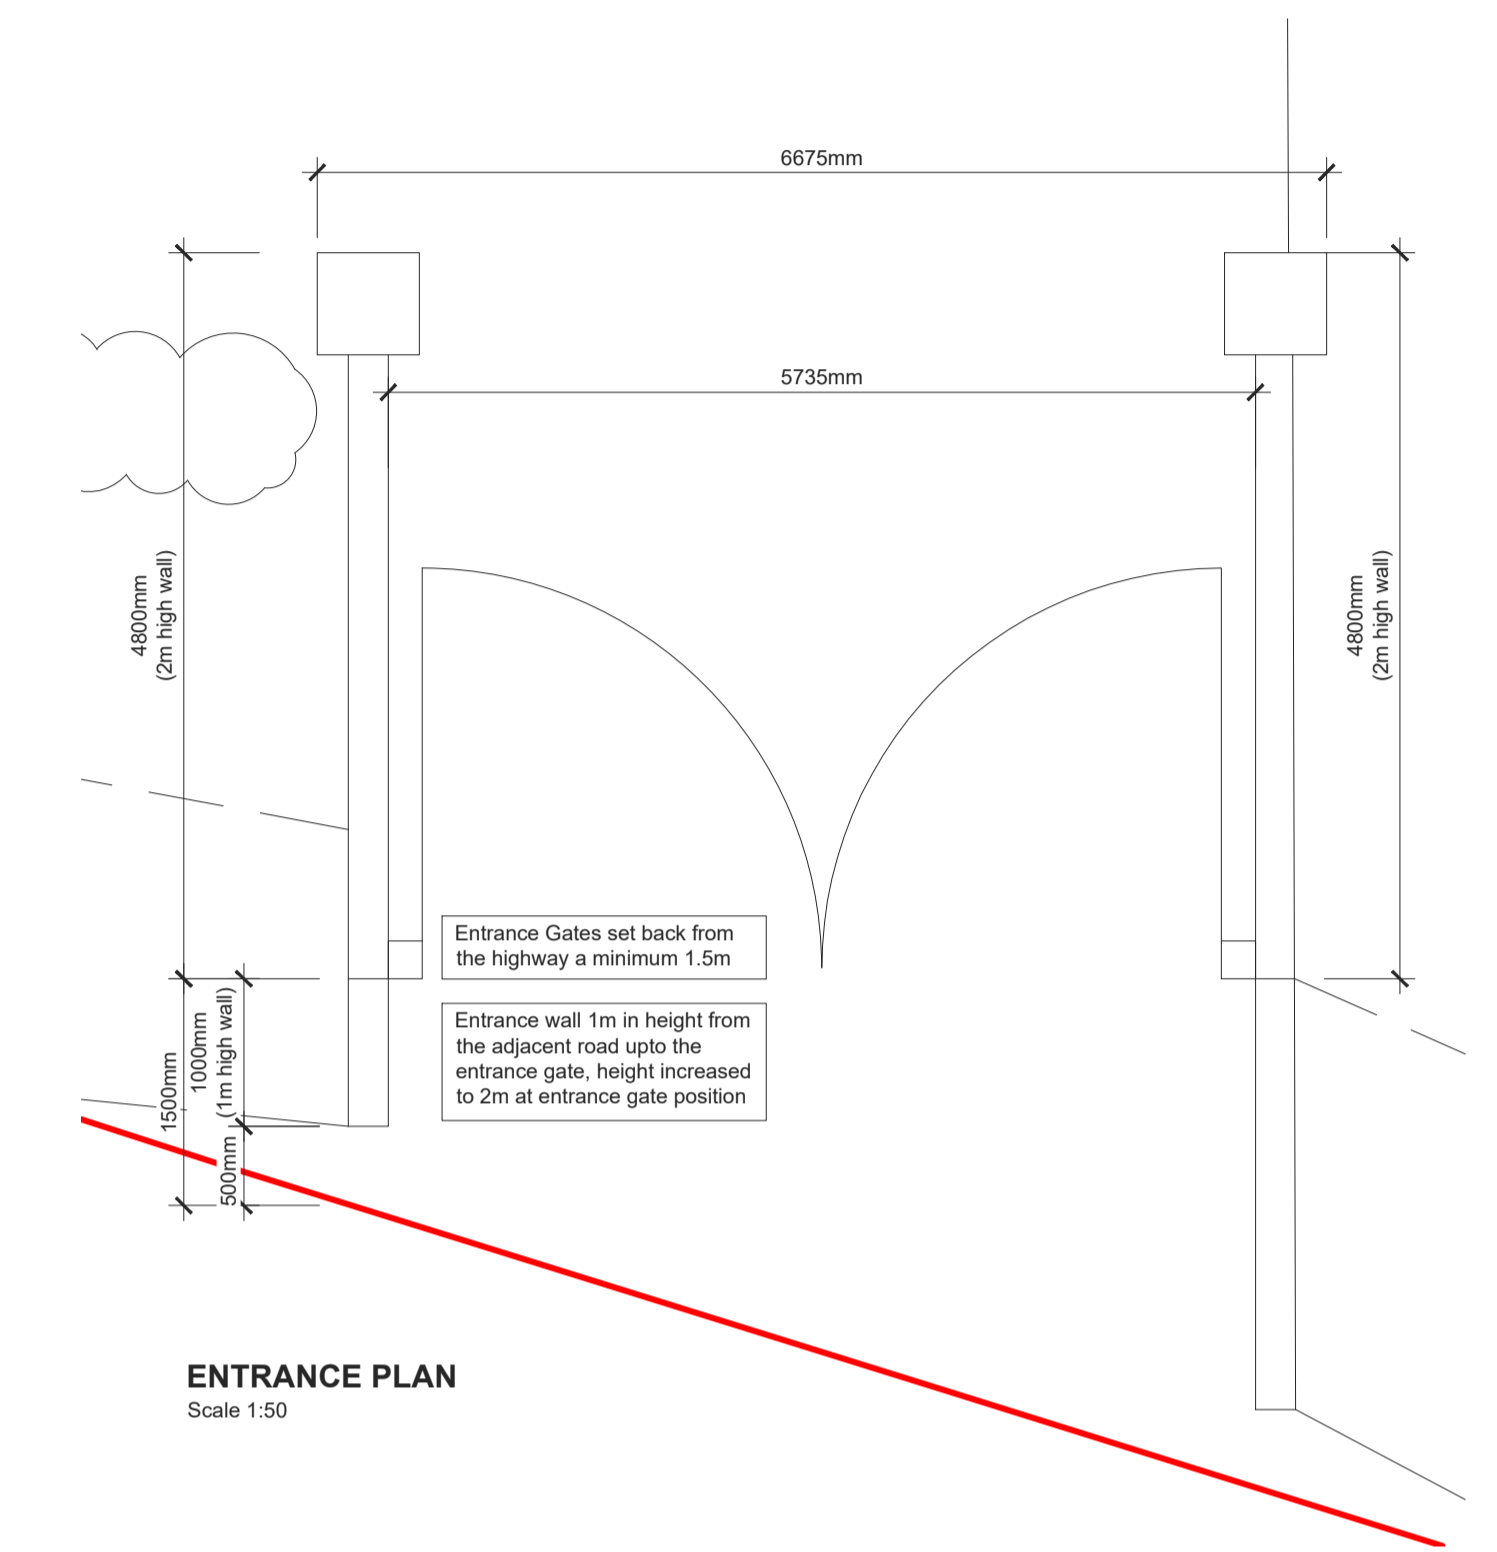 6675mm
5735mm
4800mm
(2m high wall)
4800mm
(2m high wall)
Entrance Gates set back from
the highway a minimum 1.5m
Entrance wall 1m in height from
the adjacent road upto the
entrance gate, height increased
to 2m at entrance gate position
1500mm
1000mm
(1m high wall)
500mm
ENTRANCE PLAN
Scale 1:50